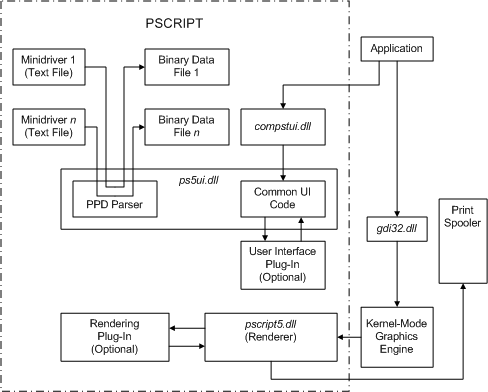 PSCRIPT
Minidriver 1
(Text File)
Binary Data
File 1
Application
Minidriver n
(Text File)
Binary Data
File n
compstui.dll
ps5ui.dll
PPD Parser
Common UI
Code
Print
Spooler
gdi32.dll
User Interface
Plug-In
(Optional)
Rendering
Plug-In
(Optional)
pscript5.dll
(Renderer)
Kernel-Mode
Graphics
Engine